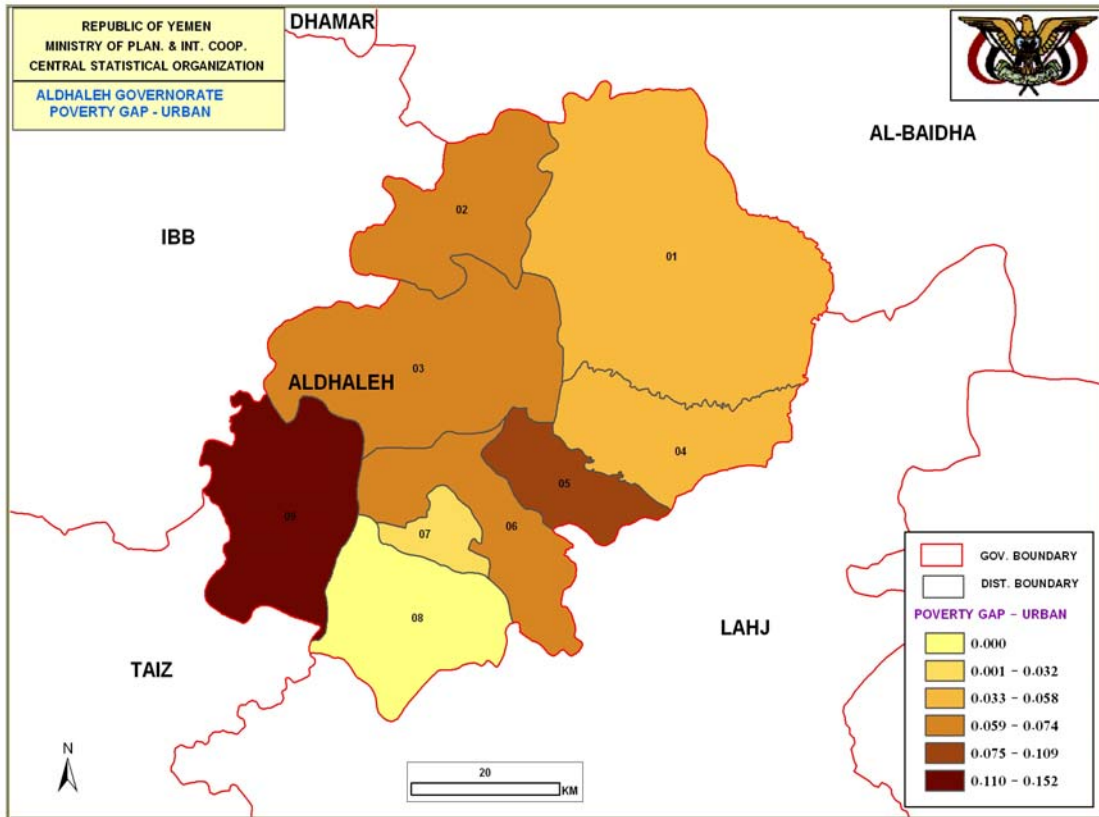 REPUBLIC OF YEMEN
MINISTRY OF PLAN. & INT. COOP.
CENTRAL STATISTICAL ORGANIZATION
ALDHALEH GOVERNORATE
POVERTY GAP - URBAN
DHAMAR
AL-BAIDHA
IBB
02
01
03
ALDHALEH
04
05
09
06
07
08
LAHJ
TAIZ
N
20
KM
GOV. BOUNDARY
DIST. BOUNDARY
POVERTY GAP - URBAN
0.000
0.001 - 0.032
0.033 - 0.058
0.059 - 0.074
0.075 - 0.109
0.110 - 0.152